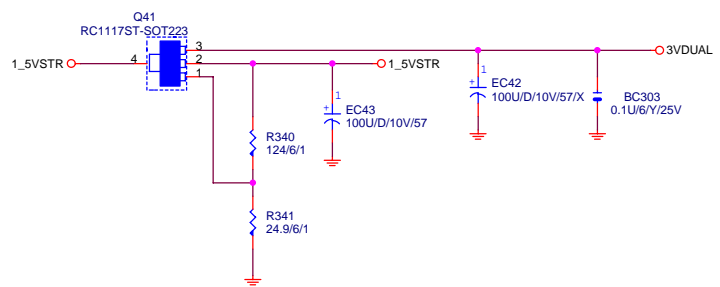 Q41
RC1117ST-SOT223
1_5VSTR
4
3
2
1
1_5VSTR
3VDUAL
1
+
EC43
100U/D/10V/57
1
+
EC42
100U/D/10V/57/X
BC303
0.1U/6/Y/25V
R340
124/6/1
R341
24.9/6/1